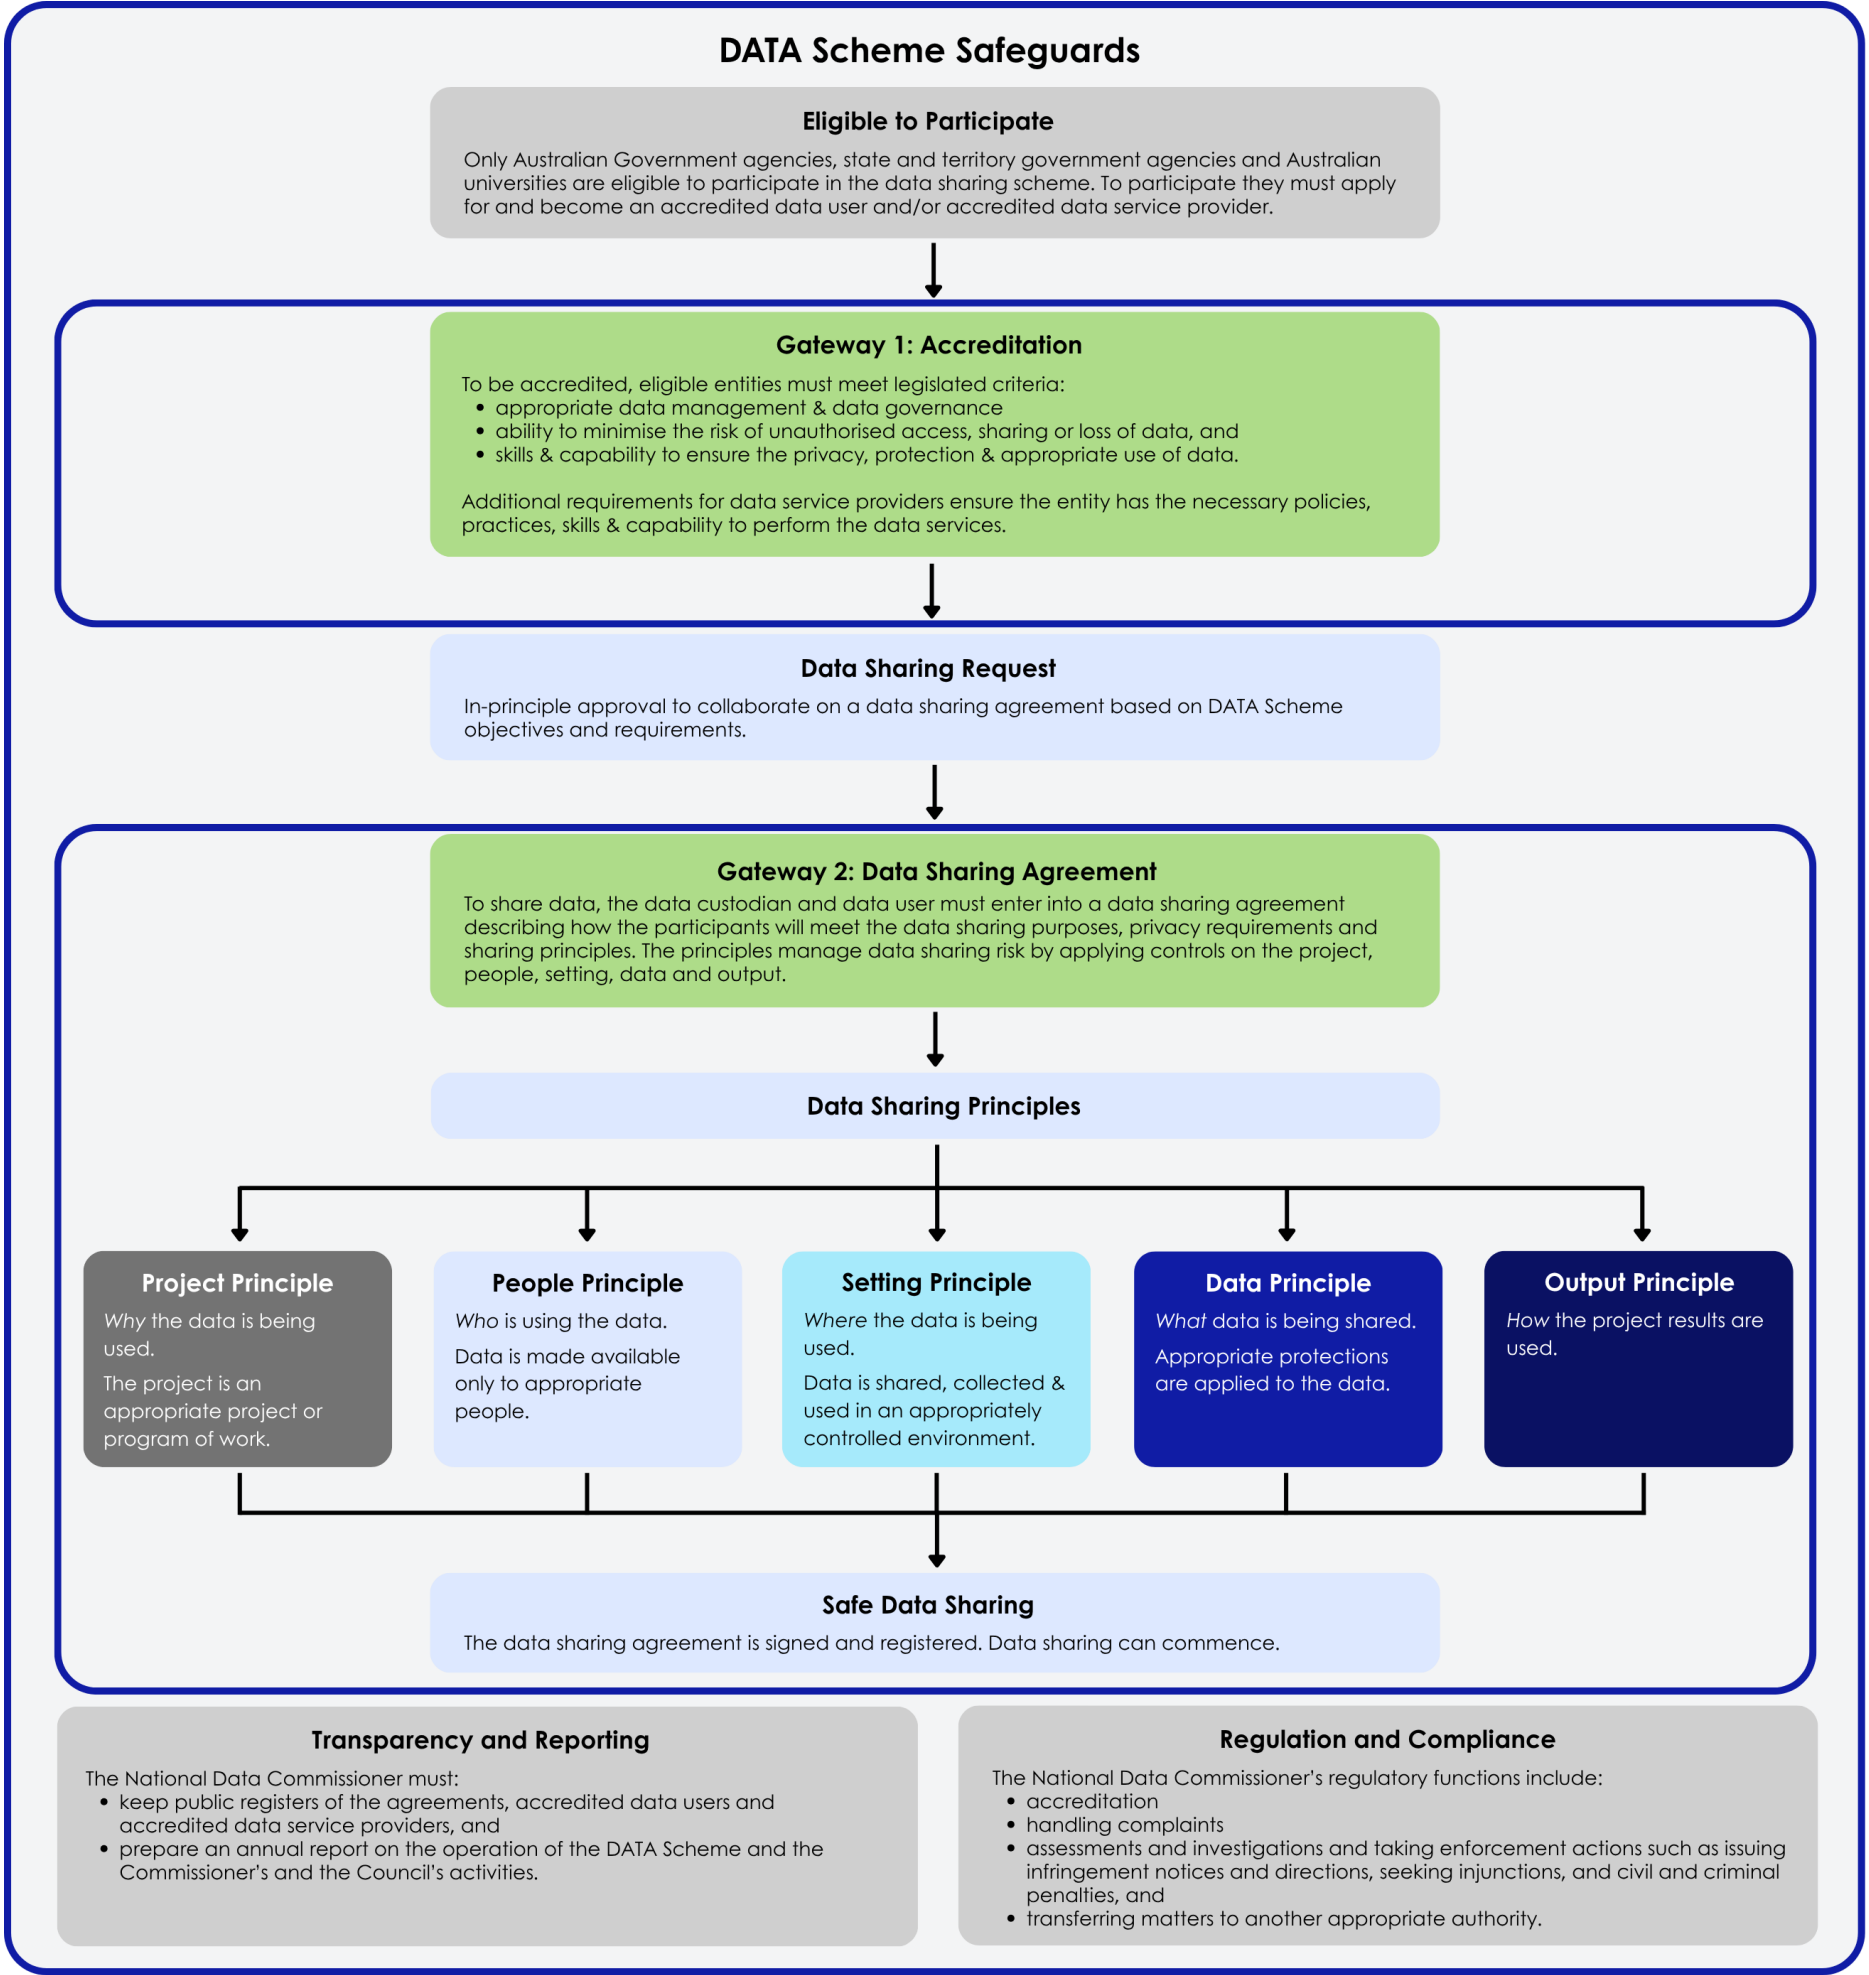 DATA Scheme Safeguards
Eligible to Participate
Only Australian Government agencies, state and territory government agencies and Australian
universities are eligible to participate in the data sharing scheme. To participate they must apply
for and become an accredited data user and/or accredited data service provider.
Gateway 1: Accreditation
To be accredited, eligible entities must meet legislated criteria:
• appropriate data management & data governance
• ability to minimise the risk of unauthorised access, sharing or loss of data, and
• skills & capability to ensure the privacy, protection & appropriate use of data.
Additional requirements for data service providers ensure the entity has the necessary policies,
practices, skills & capability to perform the data services.
Data Sharing Request
In-principle approval to collaborate on a data sharing agreement based on DATA Scheme
objectives and requirements.
Gateway 2: Data Sharing Agreement
To share data, the data custodian and data user must enter into a data sharing agreement
describing how the participants will meet the data sharing purposes, privacy requirements and
sharing principles. The principles manage data sharing risk by applying controls on the project,
people, setting, data and output.
Data Sharing Principles
Project Principle
Why the data is being
used.
The project is an
appropriate project or
program of work.
People Principle
Who is using the data.
Data is made available
only to appropriate
people.
Setting Principle
Where the data is being
used.
Data is shared, collected &
used in an appropriately
controlled environment.
Data Principle
What data is being shared.
Appropriate protections
are applied to the data.
Output Principle
How the project results are
used.
Safe Data Sharing
The data sharing agreement is signed and registered. Data sharing can commence.
Transparency and Reporting
The National Data Commissioner must:
• keep public registers of the agreements, accredited data users and
accredited data service providers, and
• prepare an annual report on the operation of the DATA Scheme and the
Commissioner's and the Council's activities.
Regulation and Compliance
The National Data Commissioner's regulatory functions include:
• accreditation
• handling complaints
• assessments and investigations and taking enforcement actions such as issuing
infringement notices and directions, seeking injunctions, and civil and criminal
penalties, and
• transferring matters to another appropriate authority.